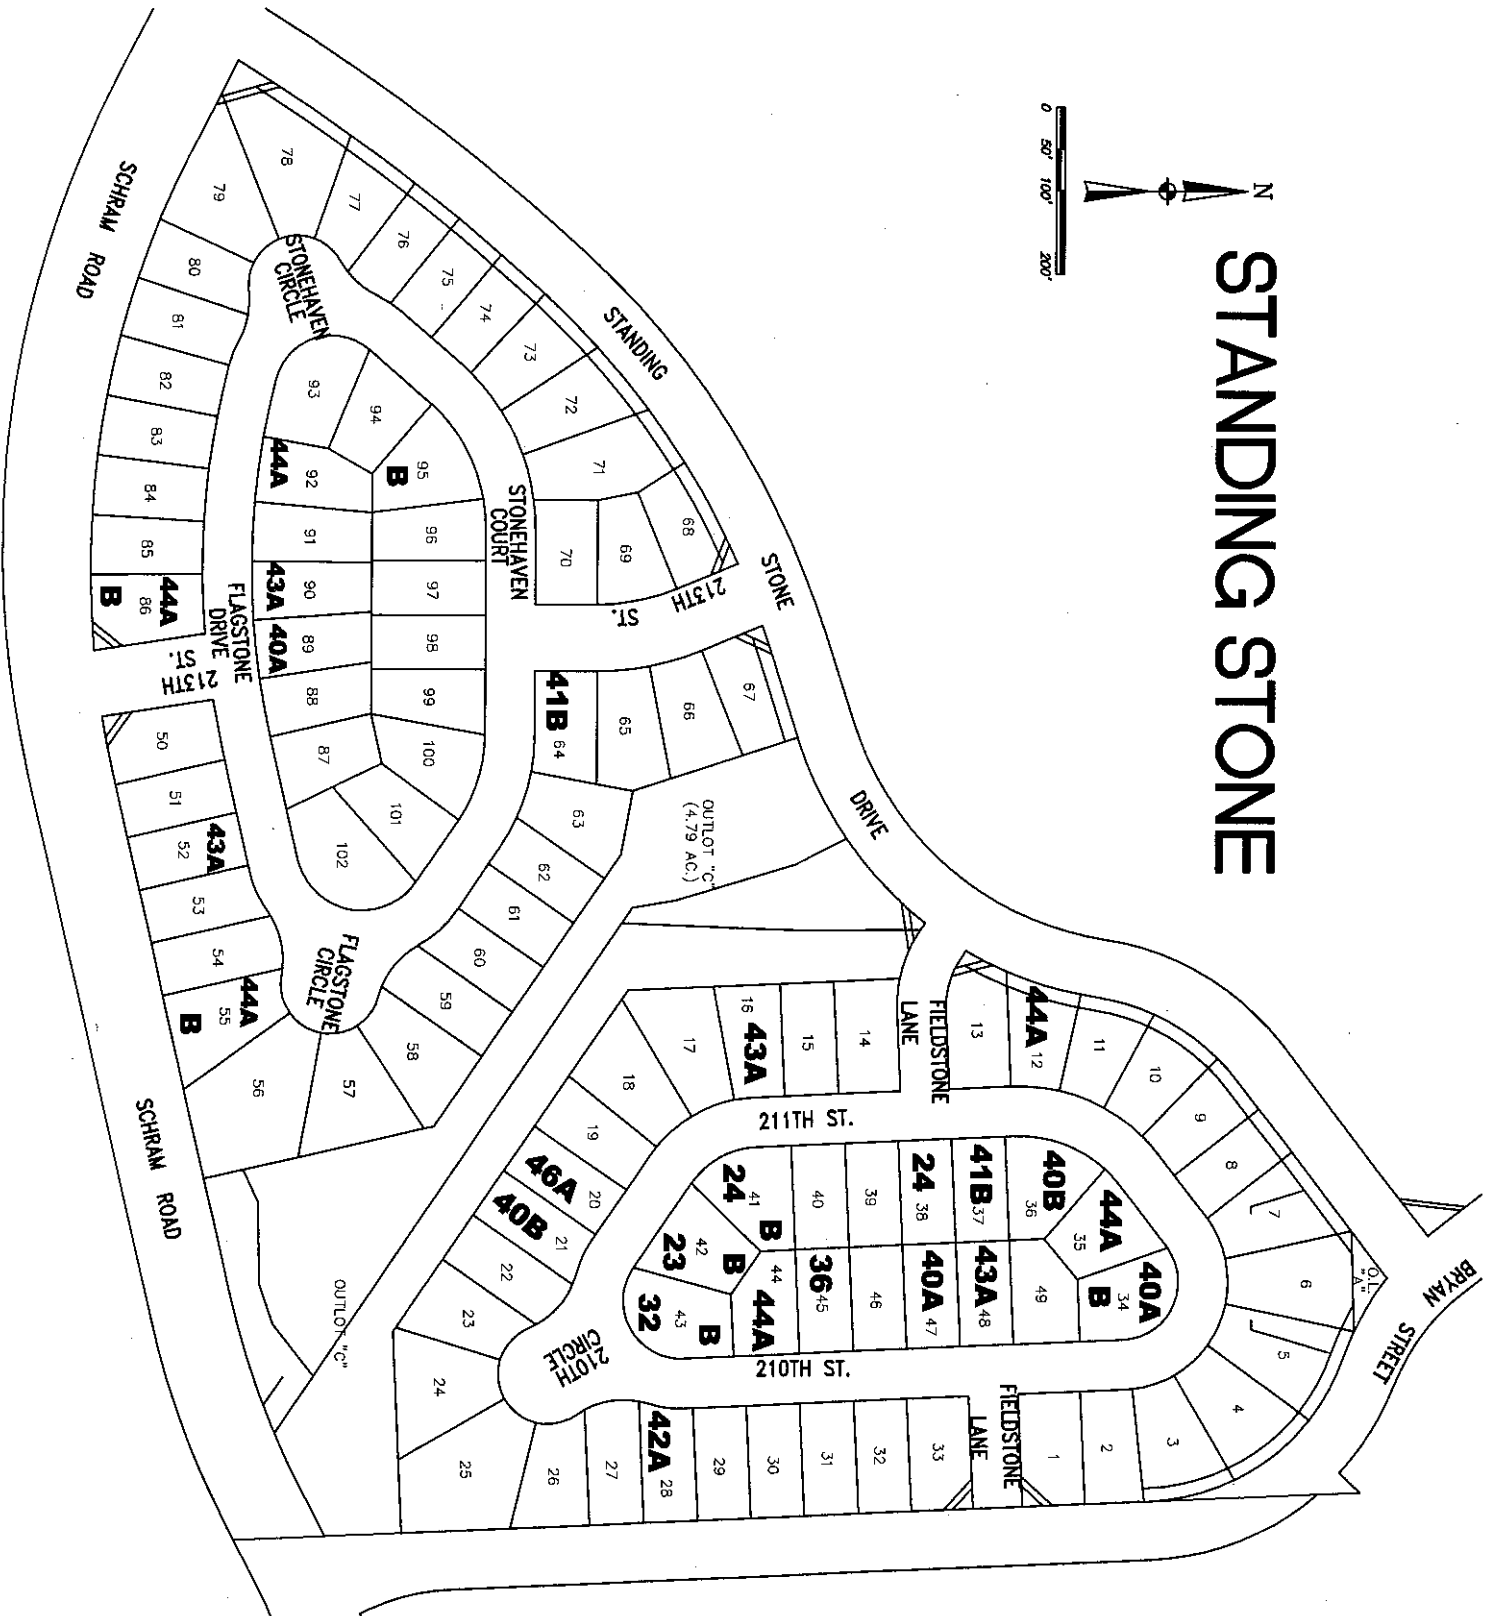 STANDING STONE
N
0 50' 100' 200'
STANDING
STONE
DRIVE
BRYAN
STREET
O.L.
"A"
SCHRAM ROAD
SCHRAM ROAD
STONEHAVEN
CIRCLE
STONEHAVEN
COURT
213TH
ST.
FLAGSTONE
DRIVE
213TH
ST.
FLAGSTONE
CIRCLE
FIELDSTONE
LANE
211TH ST.
210TH ST.
210TH
CIRCLE
FIELDSTONE
LANE
OUTLOT "C"
(4.79 AC.)
OUTLOT "C"
1
2
3
4
5
6
7
8
9
10
11
44A 12
13
14
15
16 43A
17
18
19
46A 20
40B 21
22
23
24
25
26
27
42A 28
29
30
31
32
33
40A 34 B
44A 35
40B 36
41B 37
24 38
39
40
24 41 B
23 42 B
32 43 B
44 44A
36 45
46
40A 47
43A 48
49
50
51
43A 52
53
54
44A 55 B
56
57
58
59
60
61
62
63
41B 64
65
66
67
68
69
70
71
72
73
74
75
76
77
78
79
80
81
82
83
84
85
44A 86 B
87
88
40A 89
43A 90
91
44A 92
93
94
95 B
96
97
98
99
100
101
102